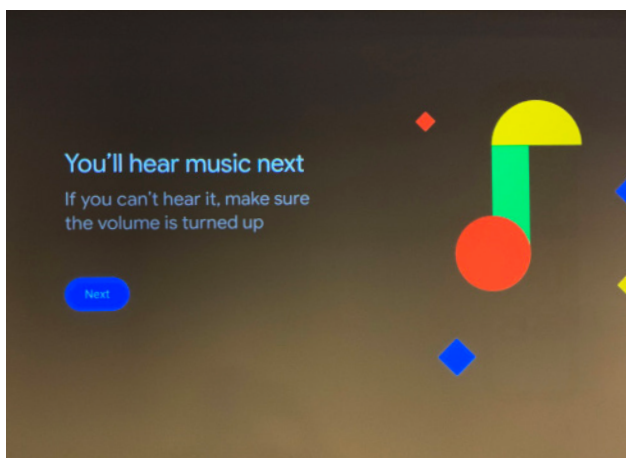 You'll hear music next
If you can't hear it, make sure
the volume is turned up
Next